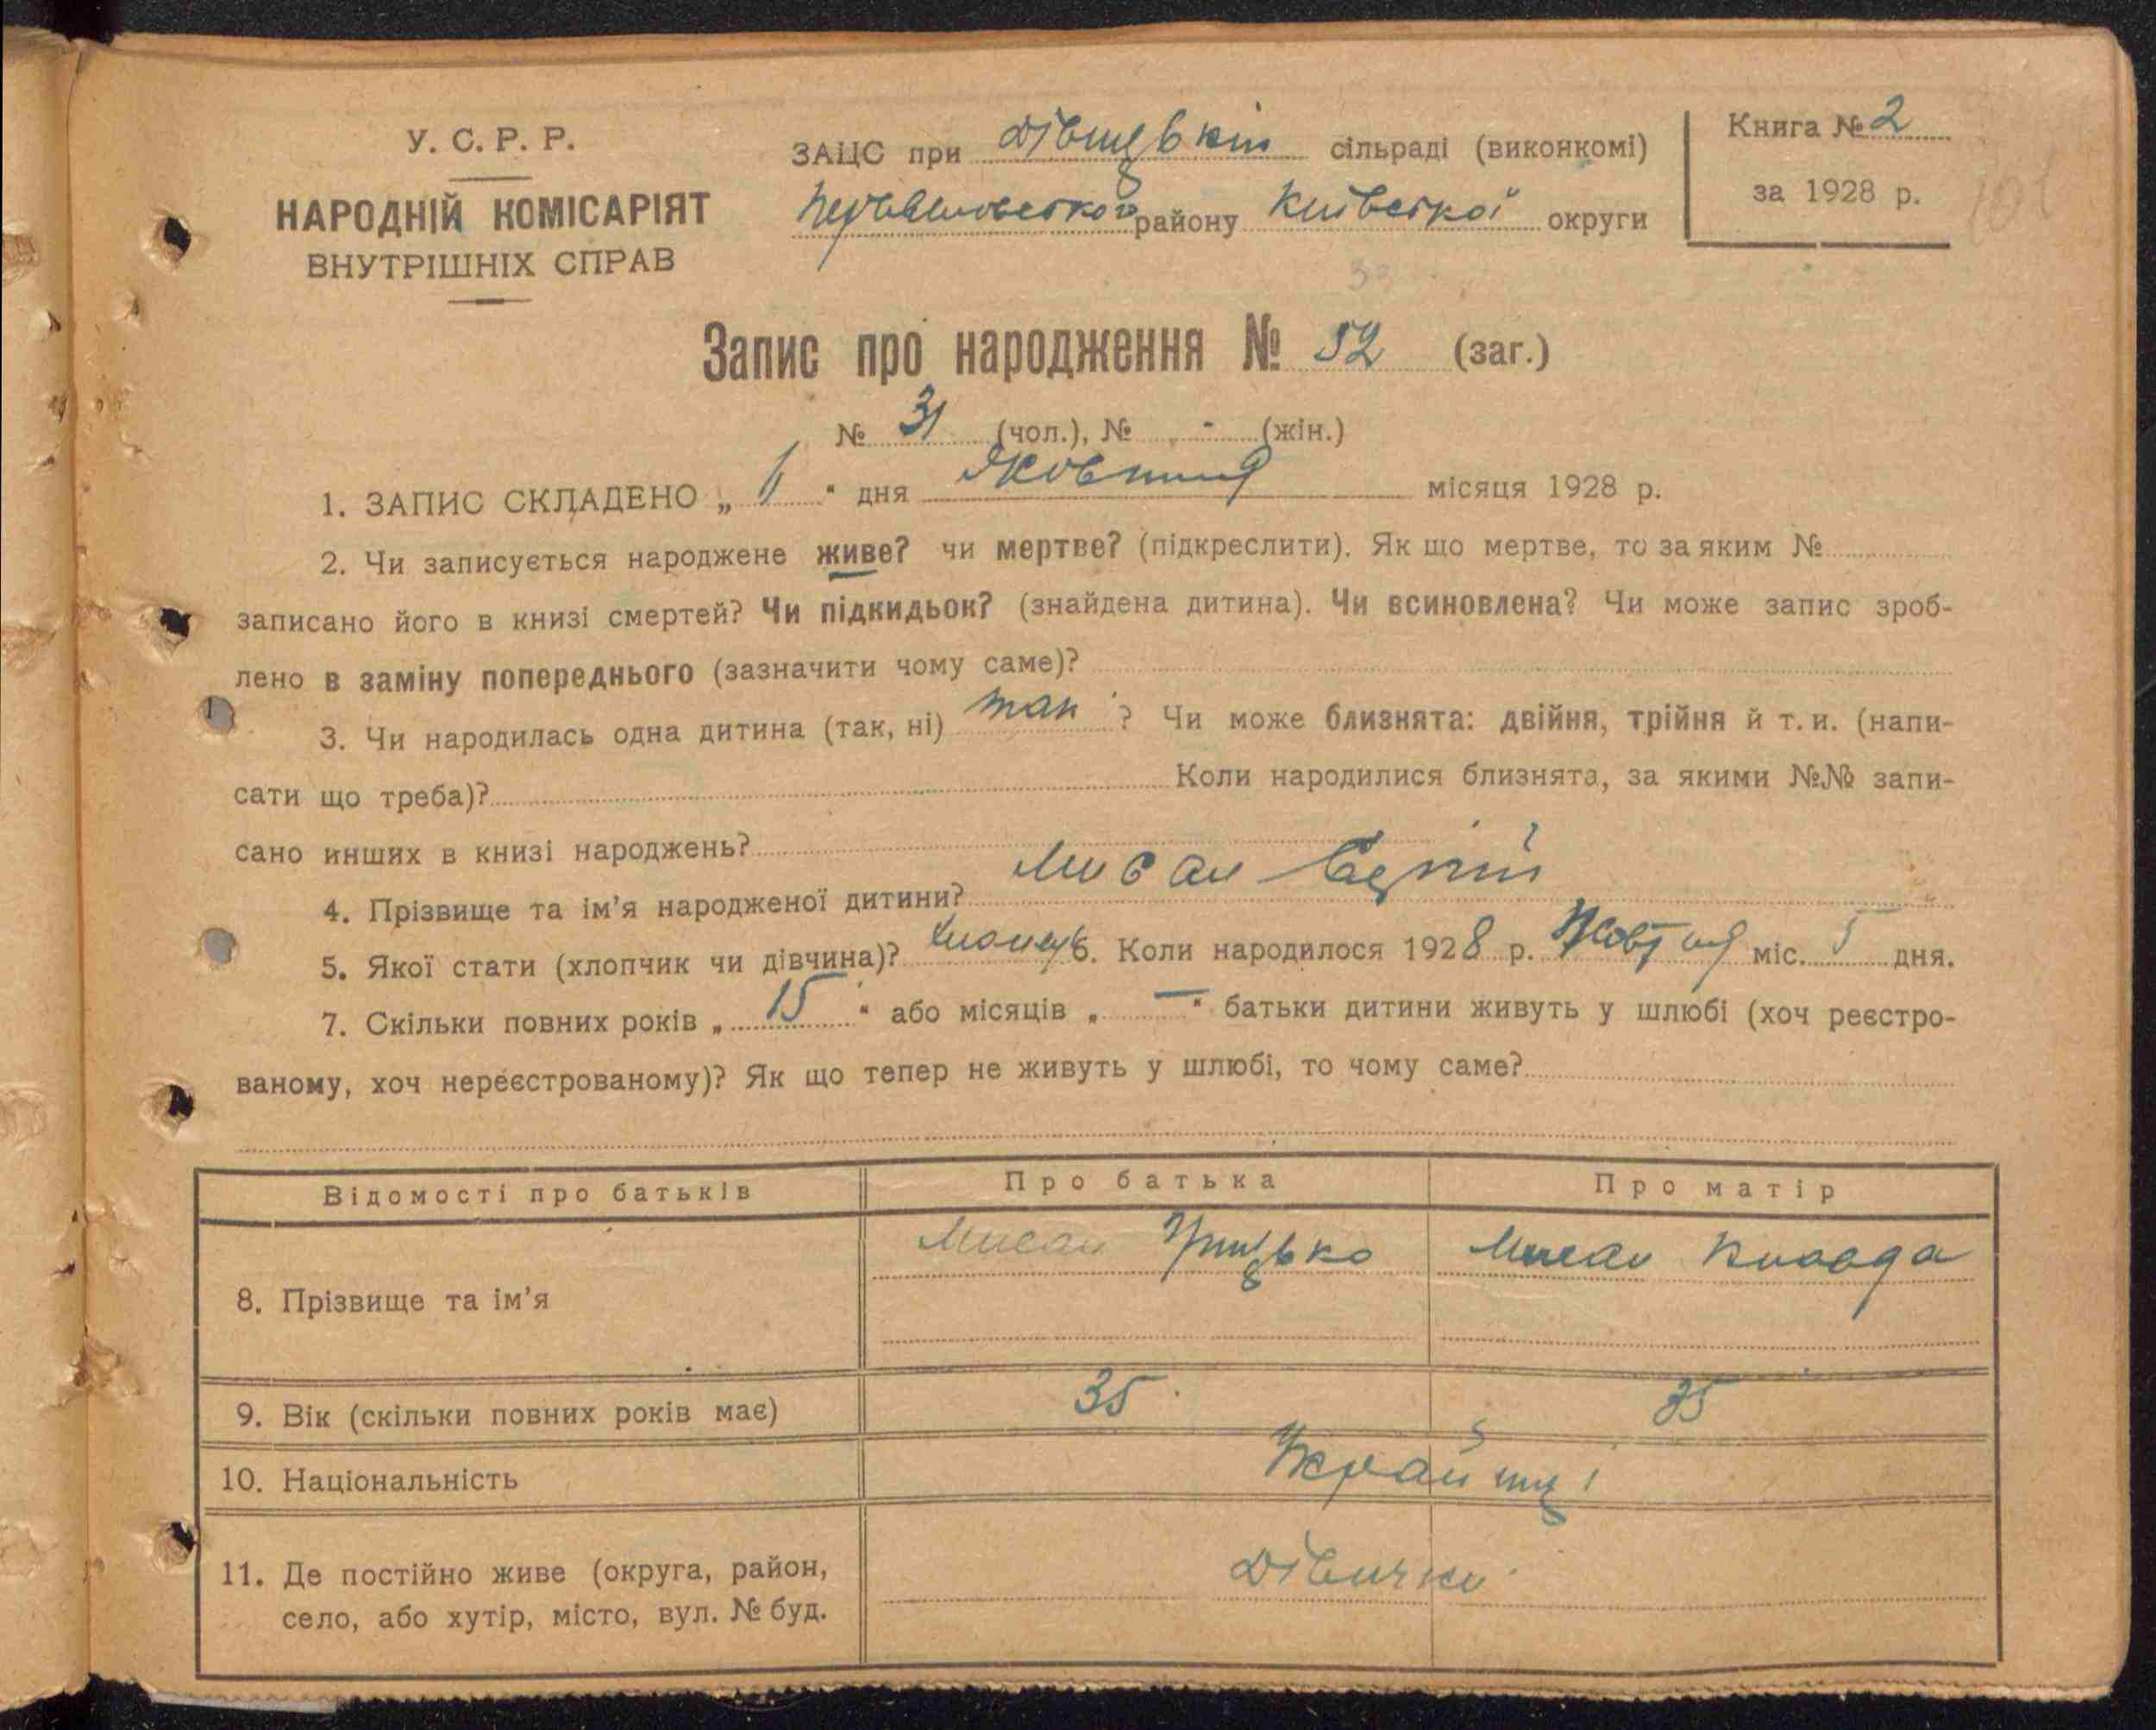 У. С. Р. Р.
НАРОДНІЙ КОМІСАРІЯТ
ВНУТРІШНІХ СПРАВ
ЗАЦС при Дівицькій сільраді (виконкомі)
району Київської округи
Книга № 2
за 1928 р.
Запис про народження № 52 (заг.)
№ 31 (чол.), № - (жін.)
1. ЗАПИС СКЛАДЕНО „ “ дня Жовтня місяця 1928 р.
2. Чи записується народжене живе? чи мертве? (підкреслити). Як що мертве, то за яким №
записано його в книзі смертей? Чи підкидьок? (знайдена дитина). Чи всиновлена? Чи може запис зроб-
лено в заміну попереднього (зазначити чому саме)?
3. Чи народилась одна дитина (так, ні) так ? Чи може близнята: двійня, трійня й т. и. (напи-
сати що треба)? Коли народилися близнята, за якими №№ запи-
сано инших в книзі народжень?
4. Прізвище та ім’я народженої дитини? Мисан
5. Якої стати (хлопчик чи дівчина)? хлопець 6. Коли народилося 1928 р. Жовтня міс. 5 дня.
7. Скільки повних років „ 15 “ або місяців „ — “ батьки дитини живуть у шлюбі (хоч реєстро-
ваному, хоч нереєстрованому)? Як що тепер не живуть у шлюбі, то чому саме?
Відомості про батьків Про батька Про матір
8. Прізвище та ім’я Мисан Грицько Мисан
9. Вік (скільки повних років має) 35 35
10. Національність Українці
11. Де постійно живе (округа, район, Дівички
село, або хутір, місто, вул. № буд.